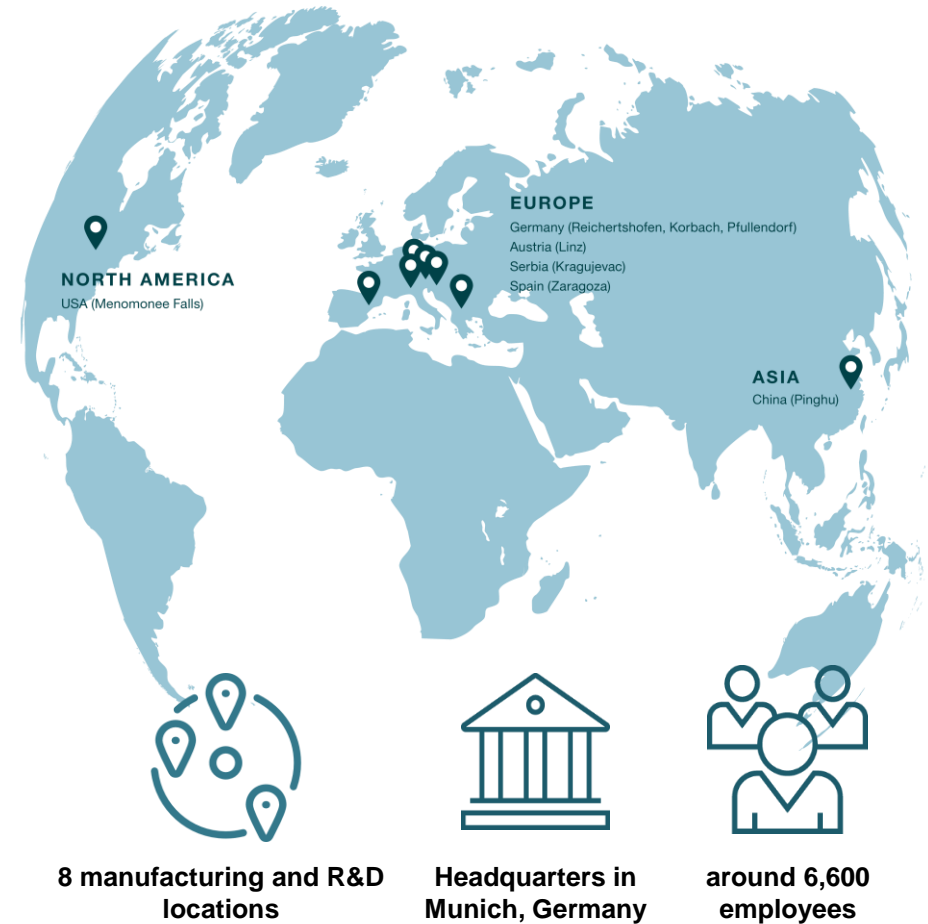 EUROPE
Germany (Reichertshofen, Korbach, Pfullendorf)
Austria (Linz)
Serbia (Kragujevac)
Spain (Zaragoza)
NORTH AMERICA
USA (Menomonee Falls)
ASIA
China (Pinghu)
8 manufacturing and R&D
locations
Headquarters in
Munich, Germany
around 6,600
employees